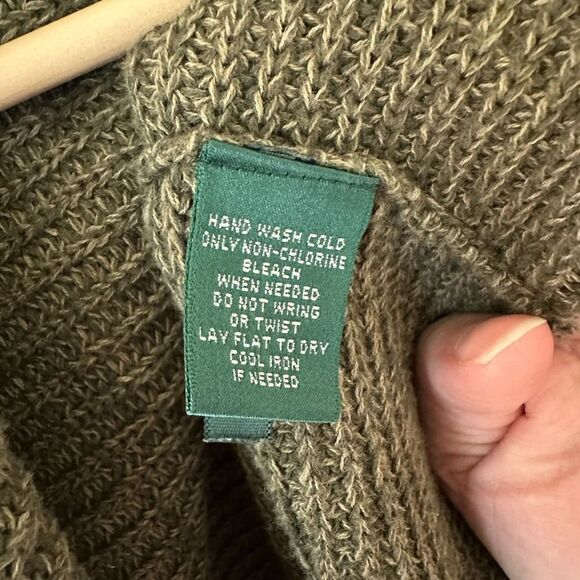 HAND WASH COLD
ONLY NON-CHLORINE
BLEACH
WHEN NEEDED
DO NOT WRING
OR TWIST
LAY FLAT TO DRY
COOL IRON
IF NEEDED